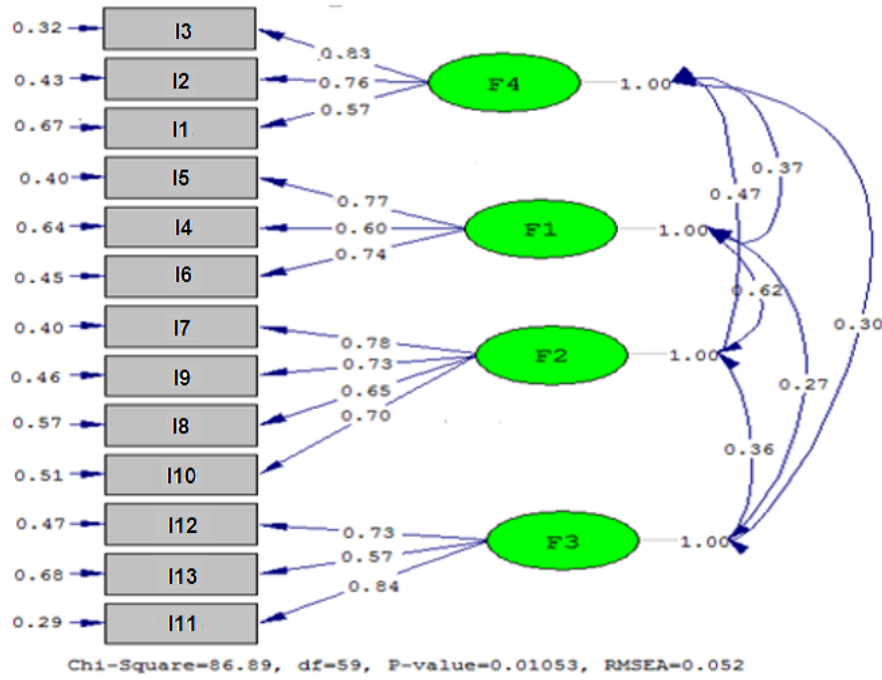 0.32 I3
0.83
0.43 I2 0.76 F4 1.00
0.57
0.67 I1
0.40 I5 0.37
0.77 0.47
0.64 I4 0.60 F1 1.00
0.74
0.45 I6
0.62
0.40 I7 0.30
0.78
0.46 I9 0.73 F2 1.00
0.65 0.27
0.57 I8 0.70
0.36
0.51 I10
0.47 I12 0.73
0.57 F3 1.00
0.68 I13 0.84
0.29 I11
Chi-Square=86.89, df=59, P-value=0.01053, RMSEA=0.052